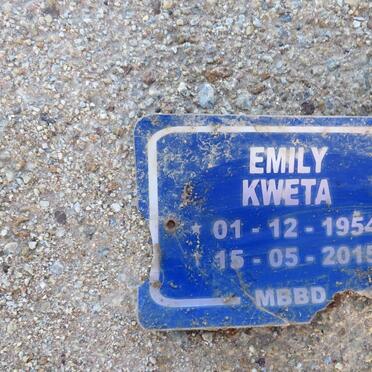 EMILY
KWETA
★ 01 - 12 - 1954
15 - 05 - 2015
MBBD